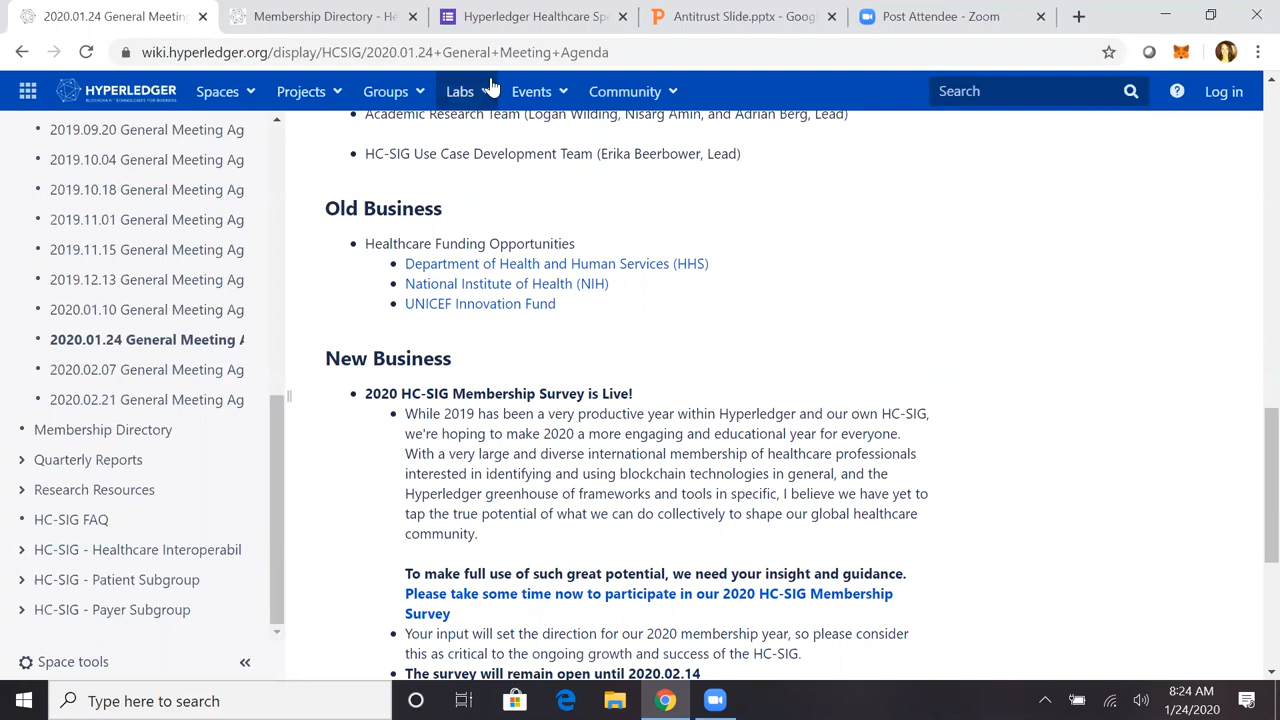 2020.01.24 General Meetin
Membership Directory - H
Hyperledger Healthcare Sp
Antitrust Slide.pptx - Goog
Post Attendee - Zoom
wiki.hyperledger.org/display/HCSIG/2020.01.24+General+Meeting+Agenda
HYPERLEDGER
Spaces
Projects
Groups
Labs
Events
Community
Search
Log in
2019.09.20 General Meeting Ag
2019.10.04 General Meeting Ag
2019.10.18 General Meeting Ag
2019.11.01 General Meeting Ag
2019.11.15 General Meeting Ag
2019.12.13 General Meeting Ag
2020.01.10 General Meeting Ag
2020.01.24 General Meeting A
2020.02.07 General Meeting Ag
2020.02.21 General Meeting Ag
Membership Directory
Quarterly Reports
Research Resources
HC-SIG FAQ
HC-SIG - Healthcare Interoperabil
HC-SIG - Patient Subgroup
HC-SIG - Payer Subgroup
Space tools
Academic Research Team (Logan Wilding, Nisarg Amin, and Adrian Berg, Lead)
HC-SIG Use Case Development Team (Erika Beerbower, Lead)
Old Business
Healthcare Funding Opportunities
Department of Health and Human Services (HHS)
National Institute of Health (NIH)
UNICEF Innovation Fund
New Business
2020 HC-SIG Membership Survey is Live!
While 2019 has been a very productive year within Hyperledger and our own HC-SIG,
we're hoping to make 2020 a more engaging and educational year for everyone.
With a very large and diverse international membership of healthcare professionals
interested in identifying and using blockchain technologies in general, and the
Hyperledger greenhouse of frameworks and tools in specific, I believe we have yet to
tap the true potential of what we can do collectively to shape our global healthcare
community.
To make full use of such great potential, we need your insight and guidance.
Please take some time now to participate in our 2020 HC-SIG Membership
Survey
Your input will set the direction for our 2020 membership year, so please consider
this as critical to the ongoing growth and success of the HC-SIG.
The survey will remain open until 2020.02.14
Type here to search
8:24 AM
1/24/2020